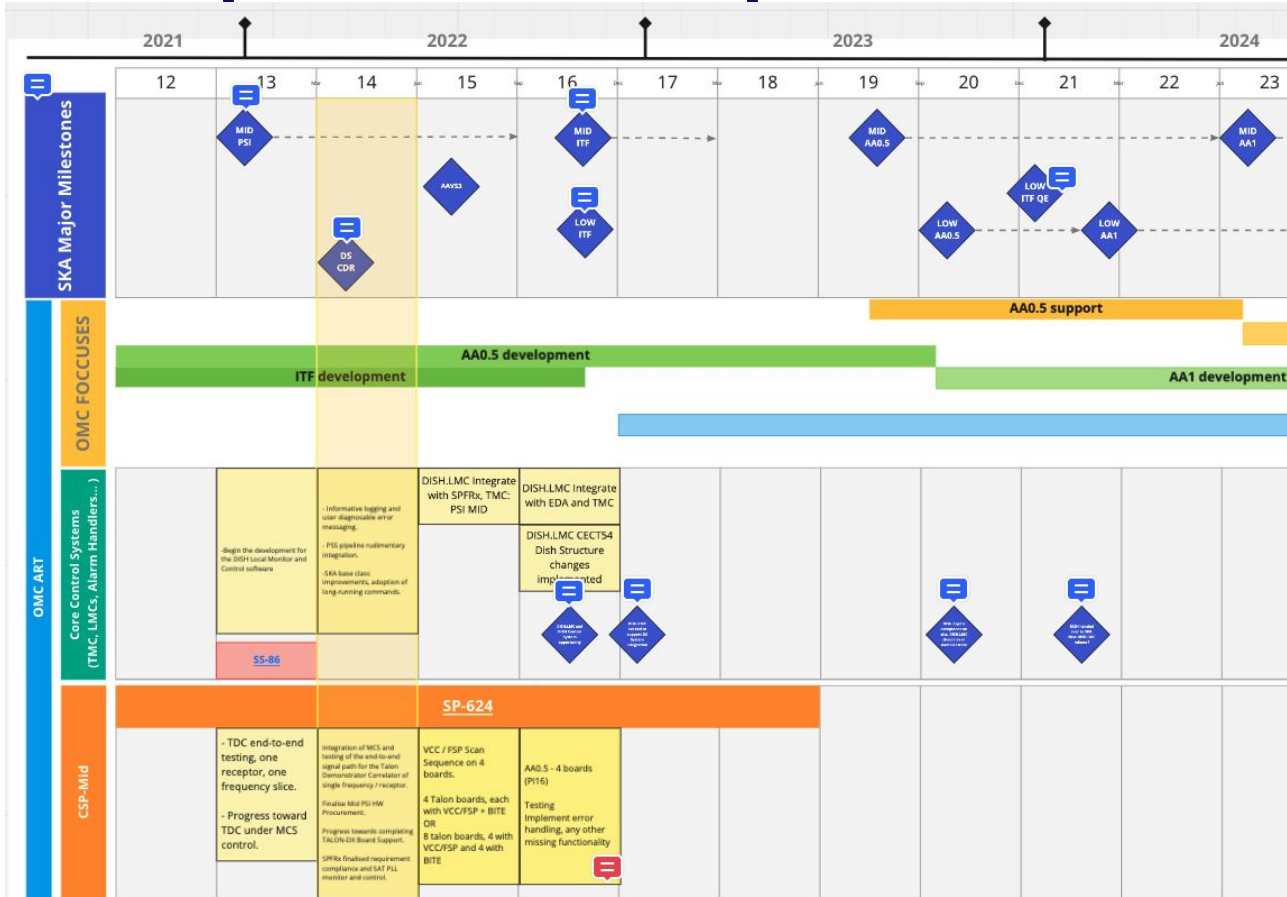 2021
2022
2023
2024
12
13
Mar
14
Jun
15
Sep
16
Dec
17
18
Jun
19
Sep
20
Dec
21
Mar
22
Jun
23
SKA Major Milestones
MID
PSI
MID
ITF
MID
AA0.5
MID
AA1
AAVS3
LOW
ITF QE
LOW
ITF
LOW
AA0.5
LOW
AA1
DS
CDR
OMC ART
OMC FOCCUSES
AA0.5 support
AA0.5 development
ITF development
AA1 development
Core Control Systems
(TMC, LMCs, Alarm Handlers... )
-Begin the development for
the DISH Local Monitor and
Control software
- Informative logging and
user diagnosable error
messaging.
- PSS pipeline rudimentary
integration.
-SKA base class
improvements, adoption of
long-running commands.
DISH.LMC Integrate
with SPFRx, TMC:
PSI MID
DISH.LMC Integrate
with EDA and TMC
DISH.LMC CECT54
Dish Structure
changes
implemented
SS-86
CSP-Mid
SP-624
- TDC end-to-end
testing, one
receptor, one
frequency slice.
- Progress toward
TDC under MCS
control.
Integration of MCS and
testing of the end-to-end
signal path for the Talon
Demonstrator Correlator of
single frequency / receptor.
Finalise Mid PSI HW
Procurement.
Progress towards completing
TALON-DX Board Support.
SPFRx finalised requirement
compliance and SAT PLL
monitor and control.
VCC / FSP Scan
Sequence on 4
boards.
4 Talon boards, each
with VCC/FSP + BITE
OR
8 talon boards, 4 with
VCC/FSP and 4 with
BITE
AA0.5 - 4 boards
(PI16)
Testing
Implement error
handling, any other
missing functionality